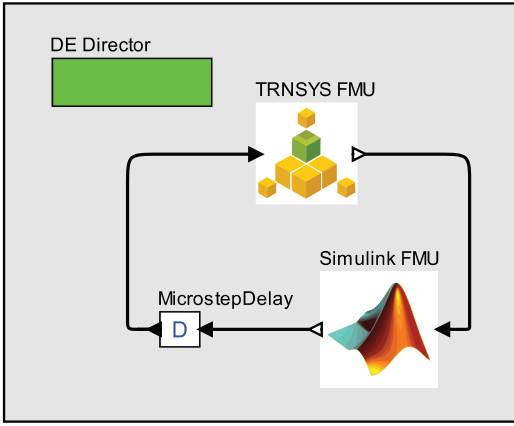 DE Director
TRNSYS FMU
Simulink FMU
MicrostepDelay
D